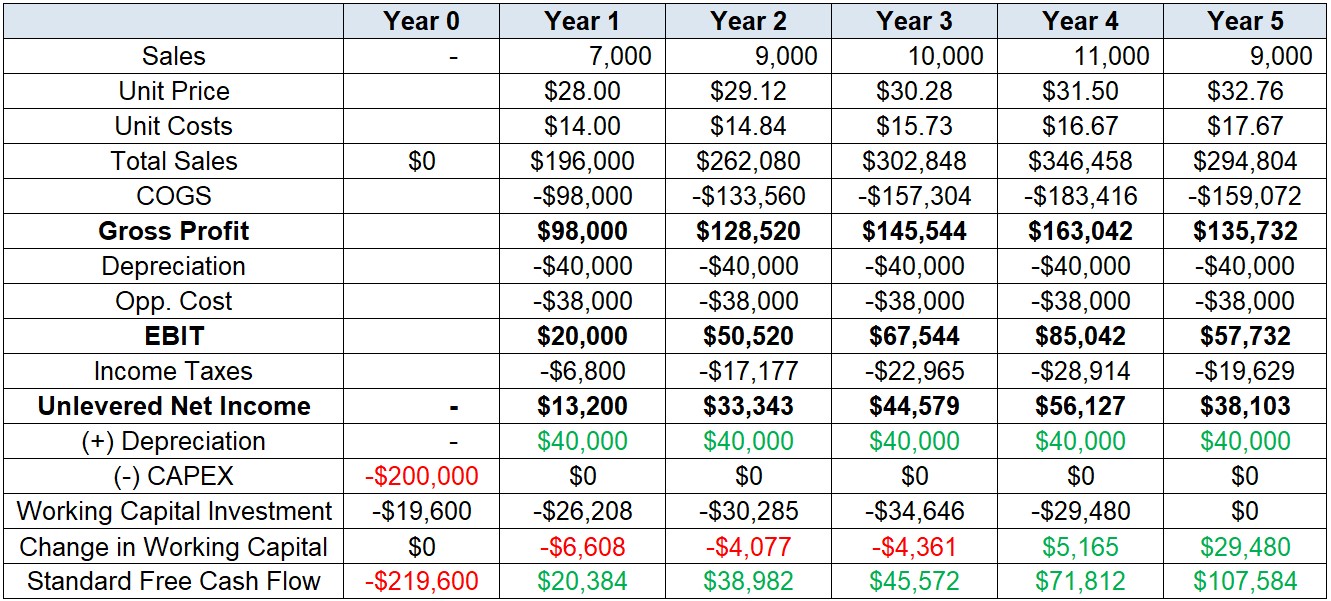 Year 0 Year 1 Year 2 Year 3 Year 4 Year 5
Sales - 7,000 9,000 10,000 11,000 9,000
Unit Price $28.00 $29.12 $30.28 $31.50 $32.76
Unit Costs $14.00 $14.84 $15.73 $16.67 $17.67
Total Sales $0 $196,000 $262,080 $302,848 $346,458 $294,804
COGS -$98,000 -$133,560 -$157,304 -$183,416 -$159,072
Gross Profit $98,000 $128,520 $145,544 $163,042 $135,732
Depreciation -$40,000 -$40,000 -$40,000 -$40,000 -$40,000
Opp. Cost -$38,000 -$38,000 -$38,000 -$38,000 -$38,000
EBIT $20,000 $50,520 $67,544 $85,042 $57,732
Income Taxes -$6,800 -$17,177 -$22,965 -$28,914 -$19,629
Unlevered Net Income - $13,200 $33,343 $44,579 $56,127 $38,103
(+) Depreciation - $40,000 $40,000 $40,000 $40,000 $40,000
(-) CAPEX -$200,000 $0 $0 $0 $0 $0
Working Capital Investment -$19,600 -$26,208 -$30,285 -$34,646 -$29,480 $0
Change in Working Capital $0 -$6,608 -$4,077 -$4,361 $5,165 $29,480
Standard Free Cash Flow -$219,600 $20,384 $38,982 $45,572 $71,812 $107,584